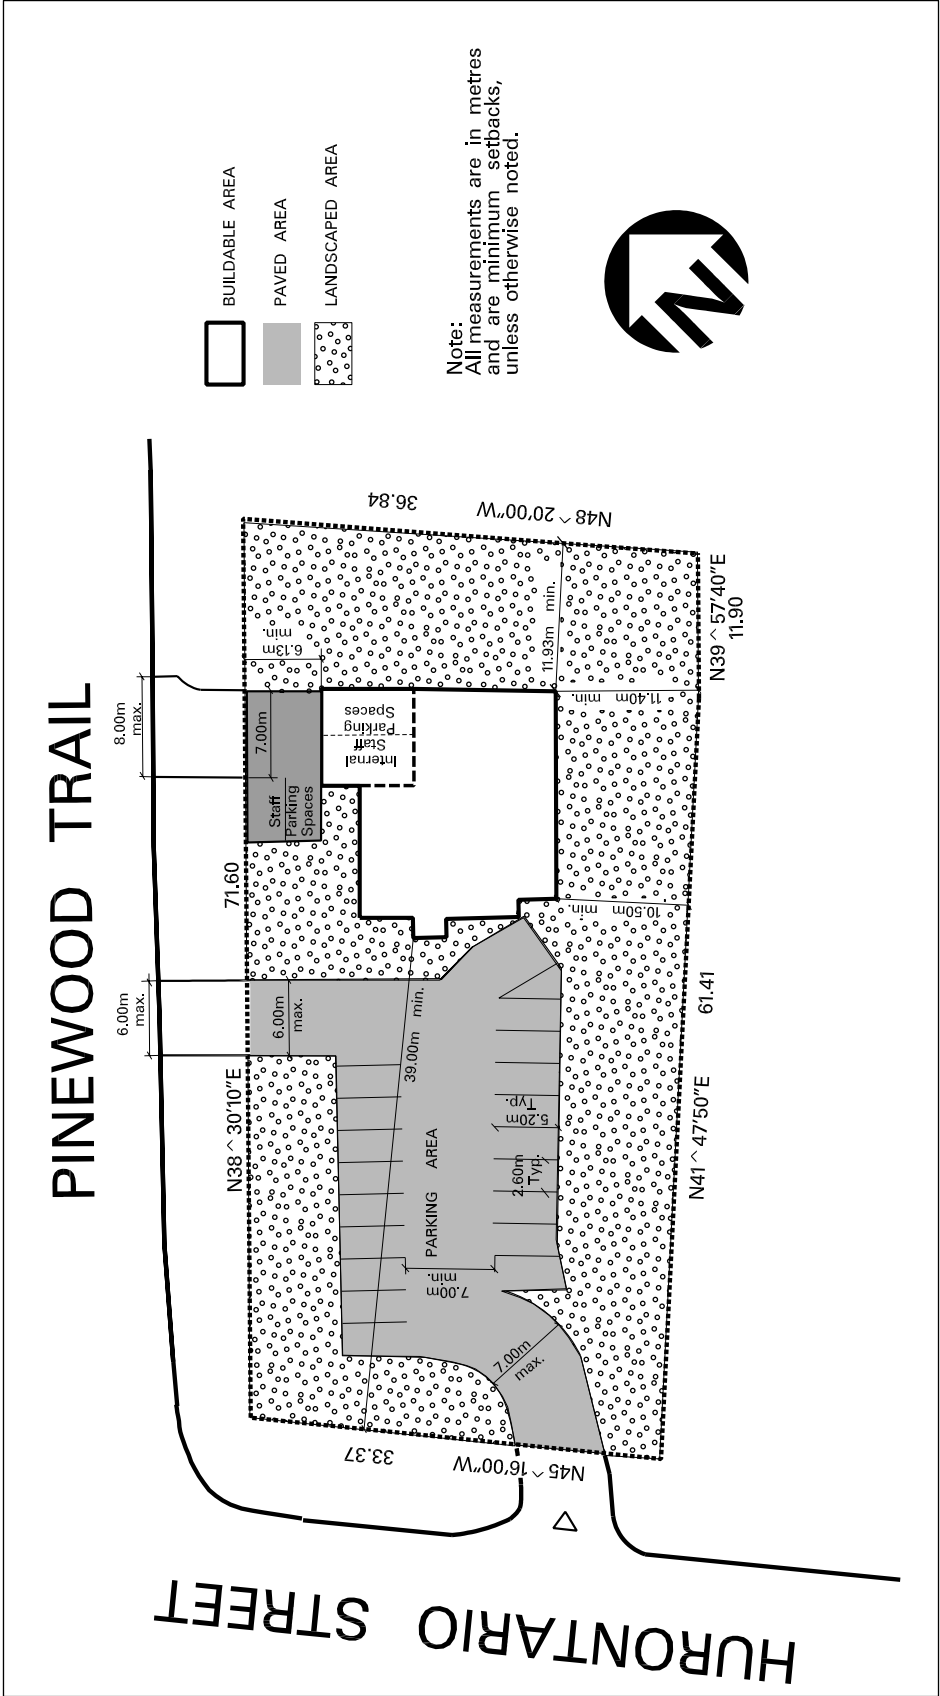 PINEWOOD TRAIL
HURONTARIO STREET
BUILDABLE AREA
PAVED AREA
LANDSCAPED AREA
Note:
All measurements are in metres
and are minimum setbacks,
unless otherwise noted.
N
6.00m
max.
8.00m
max.
N38^30'10"E
71.60
6.00m
max.
Staff
Parking
Spaces
7.00m
6.13m
min.
Internal
Staff
Parking
Spaces
36.84
N48^20'00"W
11.93m min.
11.40m min.
10.50m min.
N39^57'40"E
11.90
39.00m min.
PARKING AREA
5.20m
Typ.
2.60m
Typ.
7.00m
min.
7.00m
max.
N41^47'50"E
61.41
33.37
N45^16'00"W